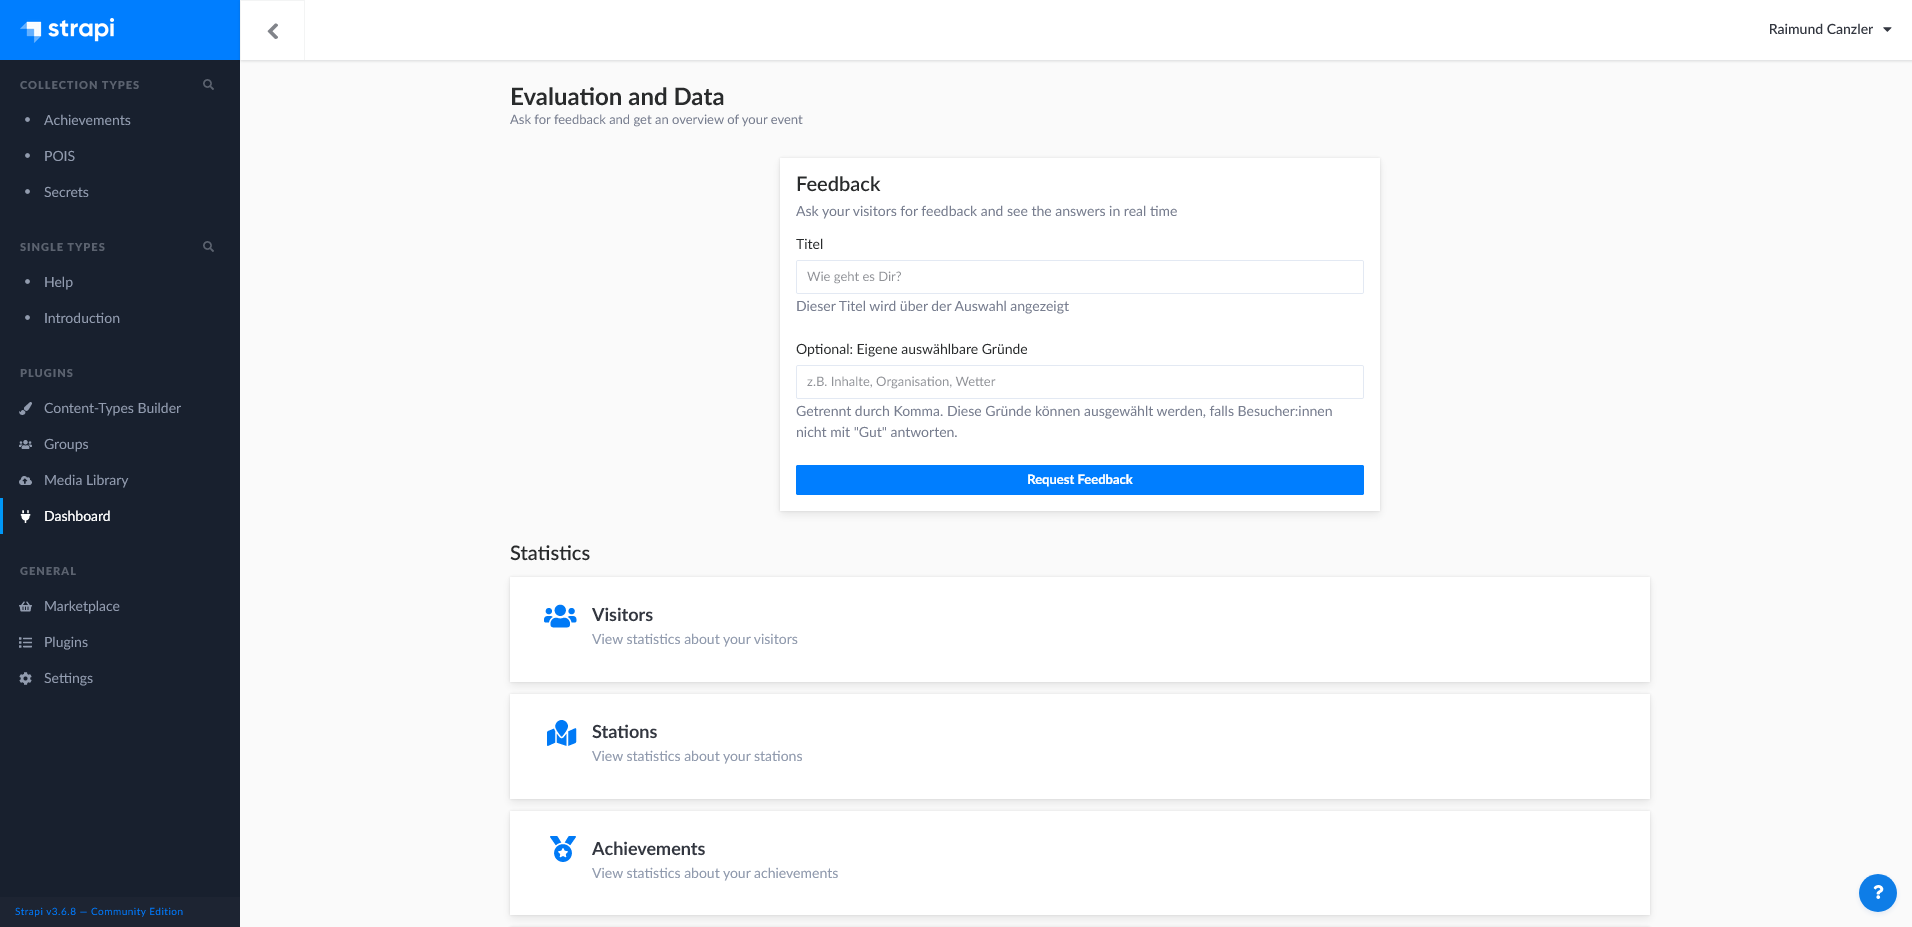 strapi
Raimund Canzler
COLLECTION TYPES
Achievements
POIS
Secrets
SINGLE TYPES
Help
Introduction
PLUGINS
Content-Types Builder
Groups
Media Library
Dashboard
GENERAL
Marketplace
Plugins
Settings
Strapi v3.6.8 — Community Edition
Evaluation and Data
Ask for feedback and get an overview of your event
Feedback
Ask your visitors for feedback and see the answers in real time
Titel
Wie geht es Dir?
Dieser Titel wird über der Auswahl angezeigt
Optional: Eigene auswählbare Gründe
z.B. Inhalte, Organisation, Wetter
Getrennt durch Komma. Diese Gründe können ausgewählt werden, falls Besucher:innen
nicht mit "Gut" antworten.
Request Feedback
Statistics
Visitors
View statistics about your visitors
Stations
View statistics about your stations
Achievements
View statistics about your achievements
?